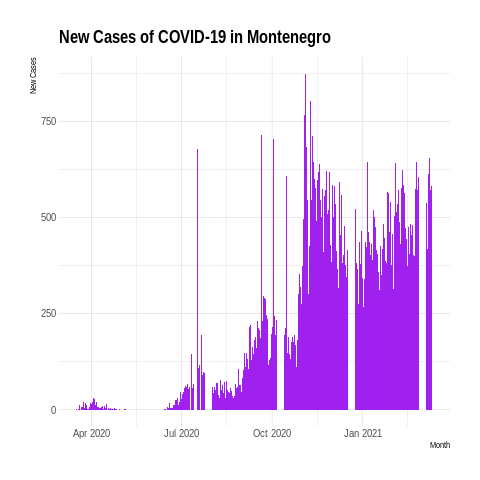 New Cases of COVID-19 in Montenegro
New Cases
750
500
250
0
Apr 2020 Jul 2020 Oct 2020 Jan 2021
Month